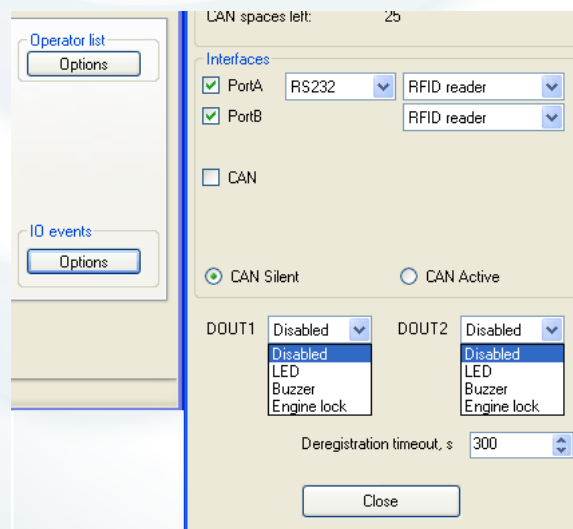 Operator list
Options
IO events
Options
CAN spaces left: 25
Interfaces
PortA RS232 RFID reader
PortB RFID reader
CAN
CAN Silent CAN Active
DOUT1 Disabled DOUT2 Disabled
Disabled Disabled
LED LED
Buzzer Buzzer
Engine lock Engine lock
Deregistration timeout, s 300
Close